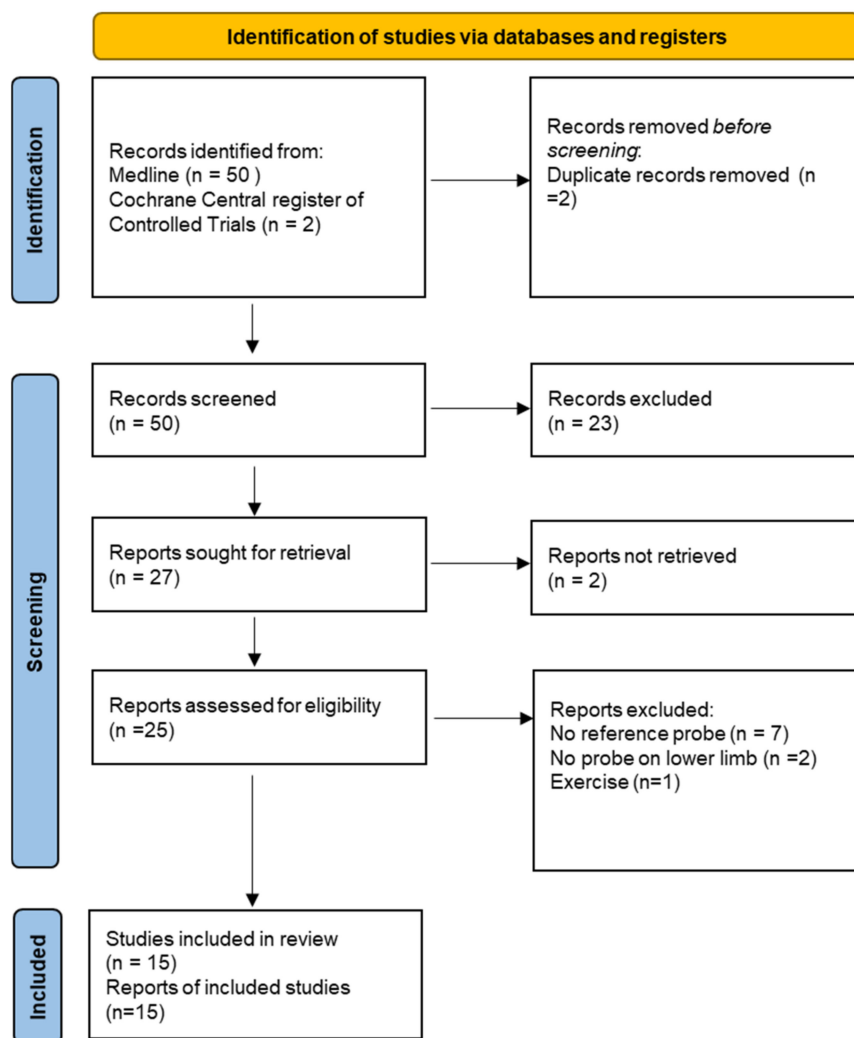 Identification of studies via databases and registers
Identification
Records identified from:
Medline (n = 50 )
Cochrane Central register of
Controlled Trials (n = 2)
Records removed before
screening:
Duplicate records removed (n
=2)
Screening
Records screened
(n = 50)
Records excluded
(n = 23)
Reports sought for retrieval
(n = 27)
Reports not retrieved
(n = 2)
Reports assessed for eligibility
(n =25)
Reports excluded:
No reference probe (n = 7)
No probe on lower limb (n =2)
Exercise (n=1)
Included
Studies included in review
(n = 15)
Reports of included studies
(n=15)